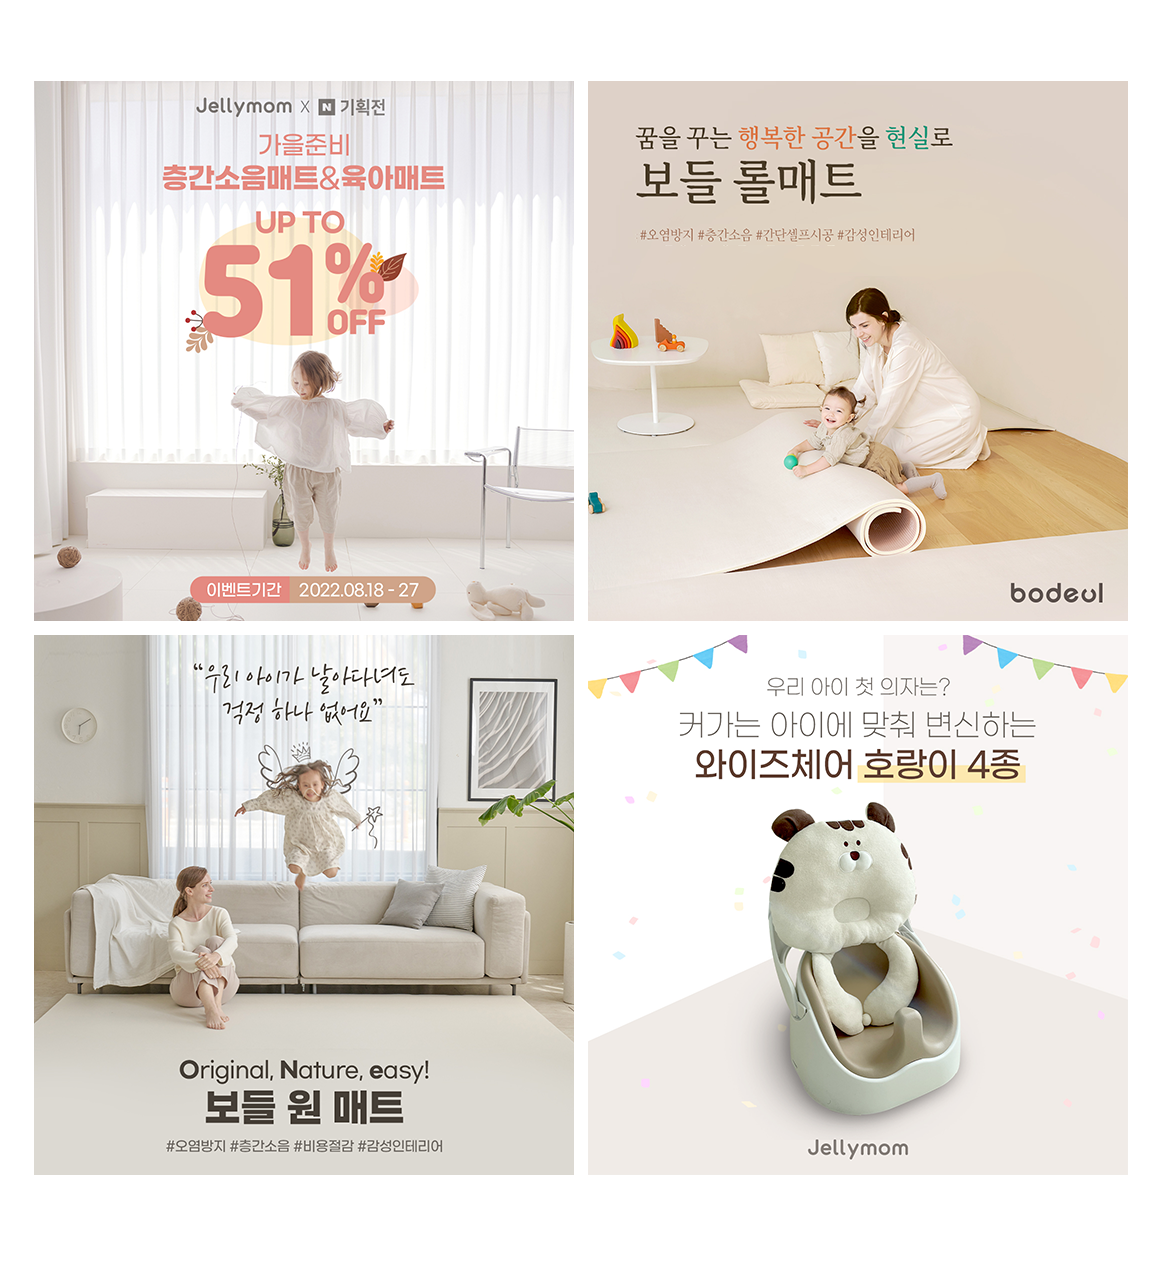 Jellymom X N 기획전
가을준비
층간소음매트&육아매트
UP TO
51%
OFF
이벤트기간 2022.08.18 - 27
꿈을 꾸는 행복한 공간을 현실로
보들 롤매트
#오염방지 #층간소음 #간단셀프시공 #감성인테리어
bodeul
“우리 아이가 날아다녀도
걱정 하나 없어요”
Original, Nature, easy!
보들 원 매트
#오염방지 #층간소음 #비용절감 #감성인테리어
우리 아이 첫 의자는?
커가는 아이에 맞춰 변신하는
와이즈체어 호랑이 4종
Jellymom